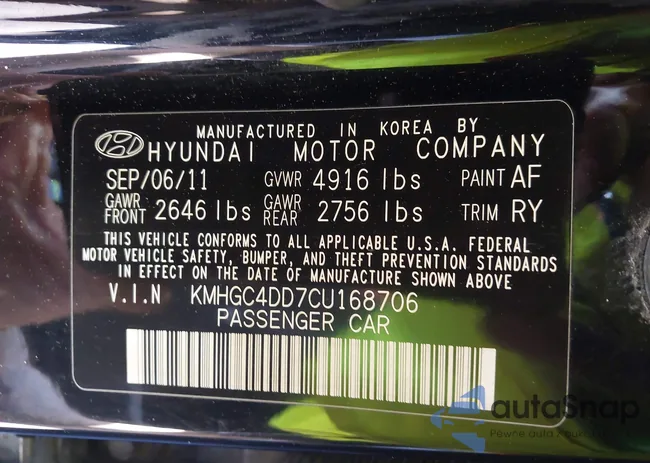 MANUFACTURED IN KOREA BY
HYUNDAI MOTOR COMPANY
SEP/06/11 GVWR 4916 lbs PAINT AF
GAWR FRONT 2646 lbs GAWR REAR 2756 lbs TRIM RY
THIS VEHICLE CONFORMS TO ALL APPLICABLE U.S.A. FEDERAL
MOTOR VEHICLE SAFETY, BUMPER, AND THEFT PREVENTION STANDARDS
IN EFFECT ON THE DATE OF MANUFACTURE SHOWN ABOVE
V.I.N KMHGC4DD7CU168706
PASSENGER CAR
autoSnap
Pewne auta z